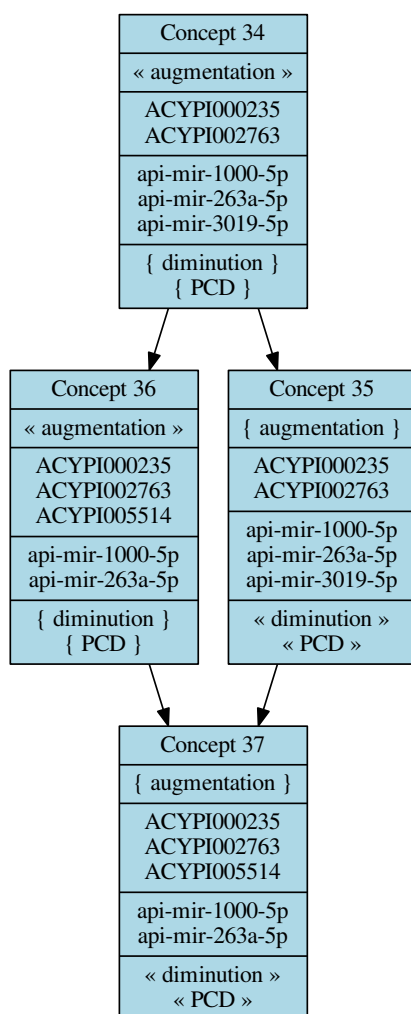 Concept 34
« augmentation »
ACYPI000235
ACYPI002763
api-mir-1000-5p
api-mir-263a-5p
api-mir-3019-5p
{ diminution }
{ PCD }
Concept 36
« augmentation »
ACYPI000235
ACYPI002763
ACYPI005514
api-mir-1000-5p
api-mir-263a-5p
{ diminution }
{ PCD }
Concept 35
{ augmentation }
ACYPI000235
ACYPI002763
api-mir-1000-5p
api-mir-263a-5p
api-mir-3019-5p
« diminution »
« PCD »
Concept 37
{ augmentation }
ACYPI000235
ACYPI002763
ACYPI005514
api-mir-1000-5p
api-mir-263a-5p
« diminution »
« PCD »